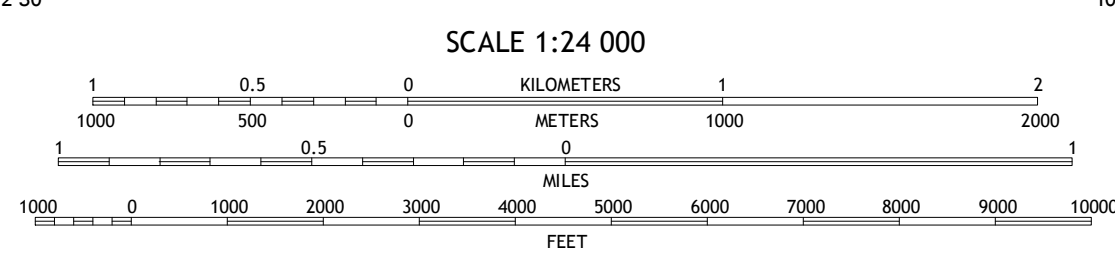 SCALE 1:24 000
1 0.5 0 KILOMETERS 1 2
1000 500 0 METERS 1000 2000
1 0.5 0 1
MILES
1000 0 1000 2000 3000 4000 5000 6000 7000 8000 9000 10000
FEET